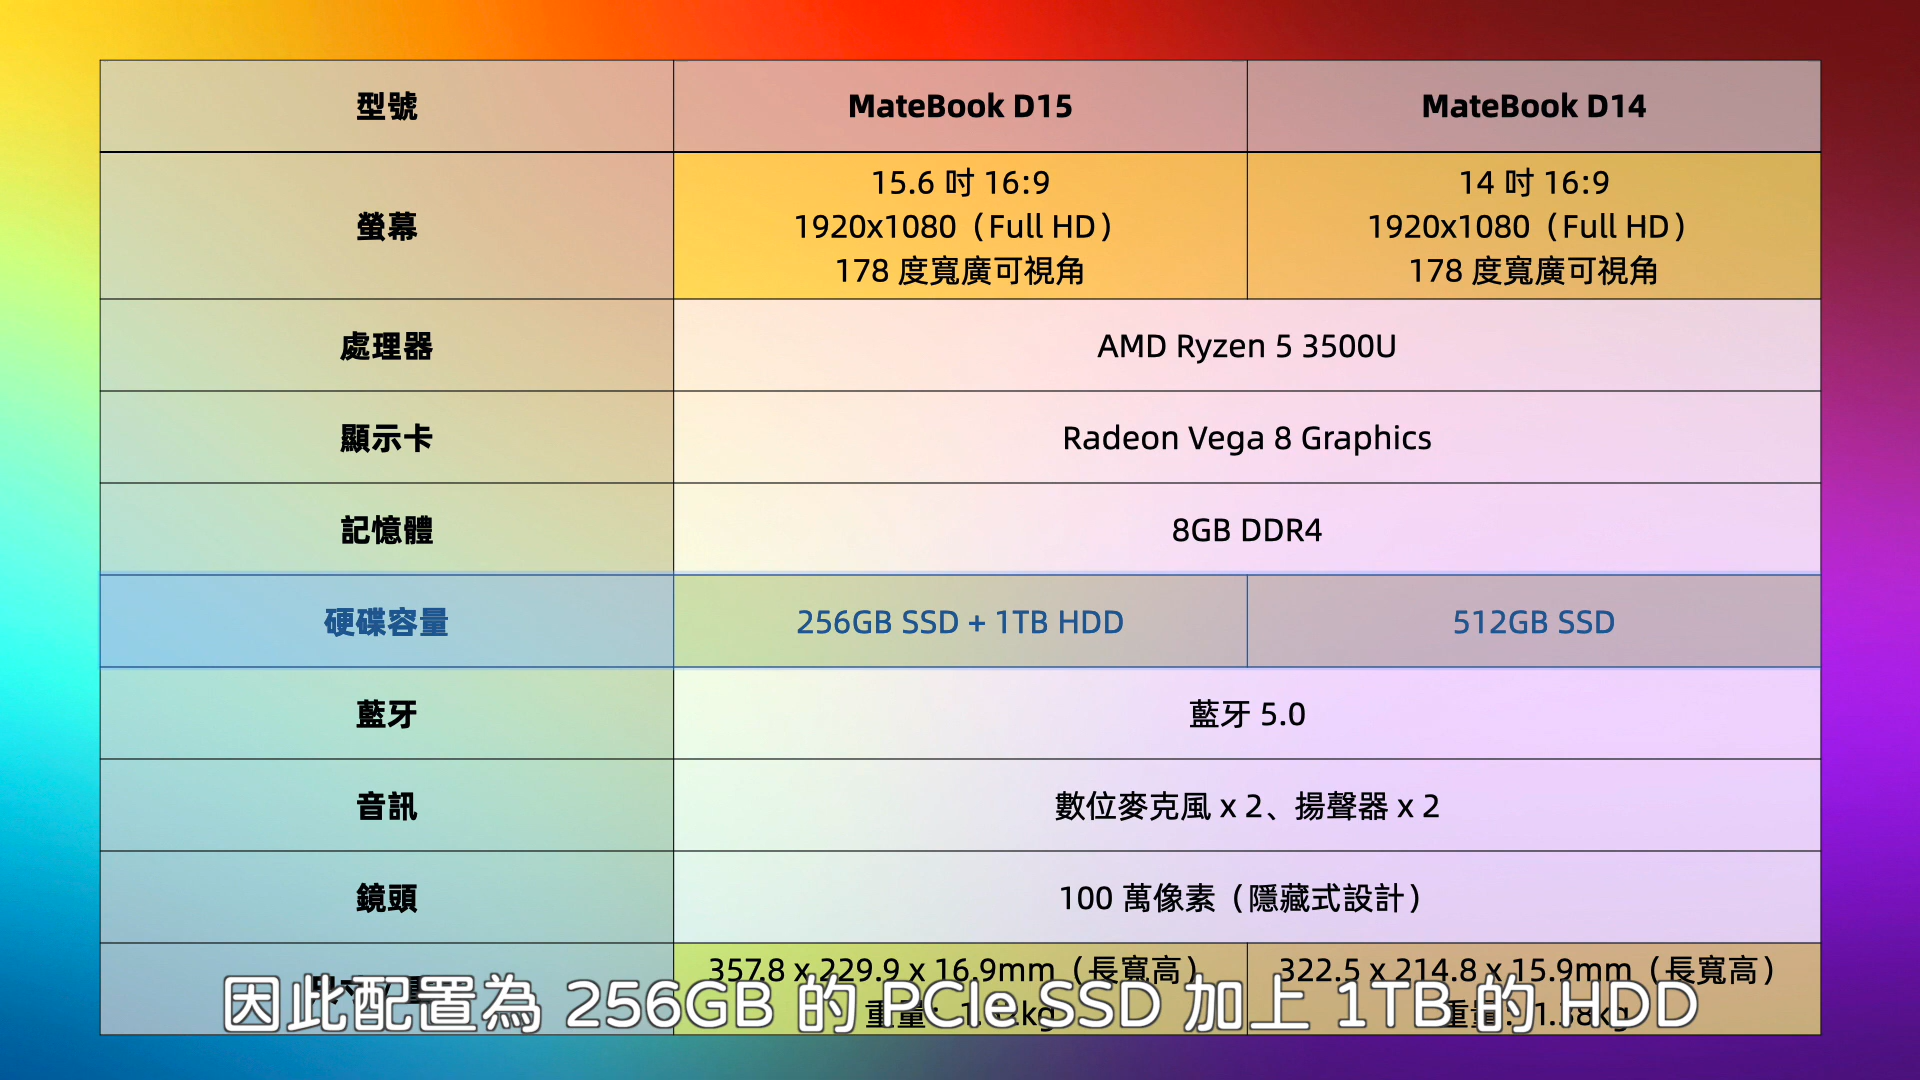 型號 MateBook D15 MateBook D14
螢幕 15.6 吋 16:9 14 吋 16:9
1920x1080（Full HD） 1920x1080（Full HD）
178 度寬廣可視角 178 度寬廣可視角
處理器 AMD Ryzen 5 3500U
顯示卡 Radeon Vega 8 Graphics
記憶體 8GB DDR4
硬碟容量 256GB SSD + 1TB HDD 512GB SSD
藍牙 藍牙 5.0
音訊 數位麥克風 x 2、揚聲器 x 2
鏡頭 100 萬像素（隱藏式設計）
357.8 x 229.9 x 16.9mm（長寬高） 322.5 x 214.8 x 15.9mm（長寬高）
重量： 重量：1.38kg
因此配置為 256GB 的 PCIe SSD 加上 1TB 的 HDD